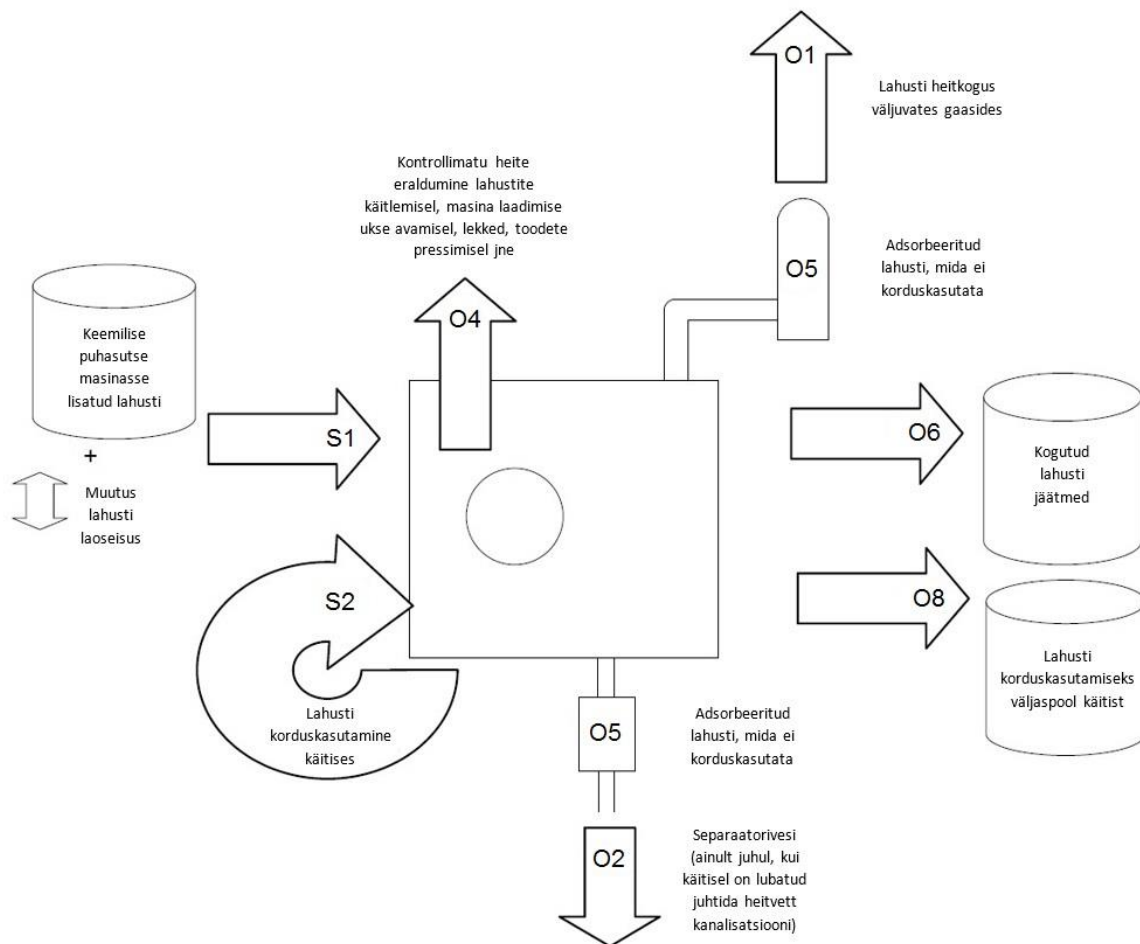 O1
Lahusti heitkogus
väljuvates gaasides
Kontrollimatu heite
eraldumine lahustite
käitlemisel, masina laadimise
ukse avamisel, lekked, toodete
pressimisel jne
O5
Adsorbeeritud
lahusti, mida ei
korduskasutata
O4
Keemilise
puhasutse
masinasse
lisatud lahusti
+
Muutus
lahusti
laoseisus
S1
O6
Kogutud
lahusti
jäätmed
S2
Lahusti
korduskasutamine
käitises
O8
Lahusti
korduskasutamiseks
väljaspool käitist
O5
Adsorbeeritud
lahusti, mida ei
korduskasutata
O2
Separaatorivesi
(ainult juhul, kui
käitisel on lubatud
juhtida heitvett
kanalisatsiooni)